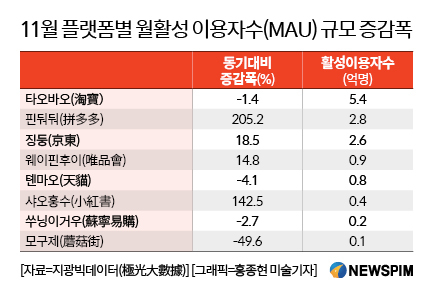 11월 플랫폼별 월활성 이용자수(MAU) 규모 증감폭
동기대비 증감폭(%) 활성이용자수 (억명)
타오바오(淘寶) -1.4 5.4
핀둬둬(拼多多) 205.2 2.8
징둥(京東) 18.5 2.6
웨이핀후이(唯品會) 14.8 0.9
톈마오(天貓) -4.1 0.8
샤오홍수(小紅書) 142.5 0.4
쑤닝이거우(蘇寧易購) -2.7 0.2
모구제(蘑菇街) -49.6 0.1
[자료=지광빅데이터(極光大數據)] [그래픽=홍종현 미술기자] NEWSPIM